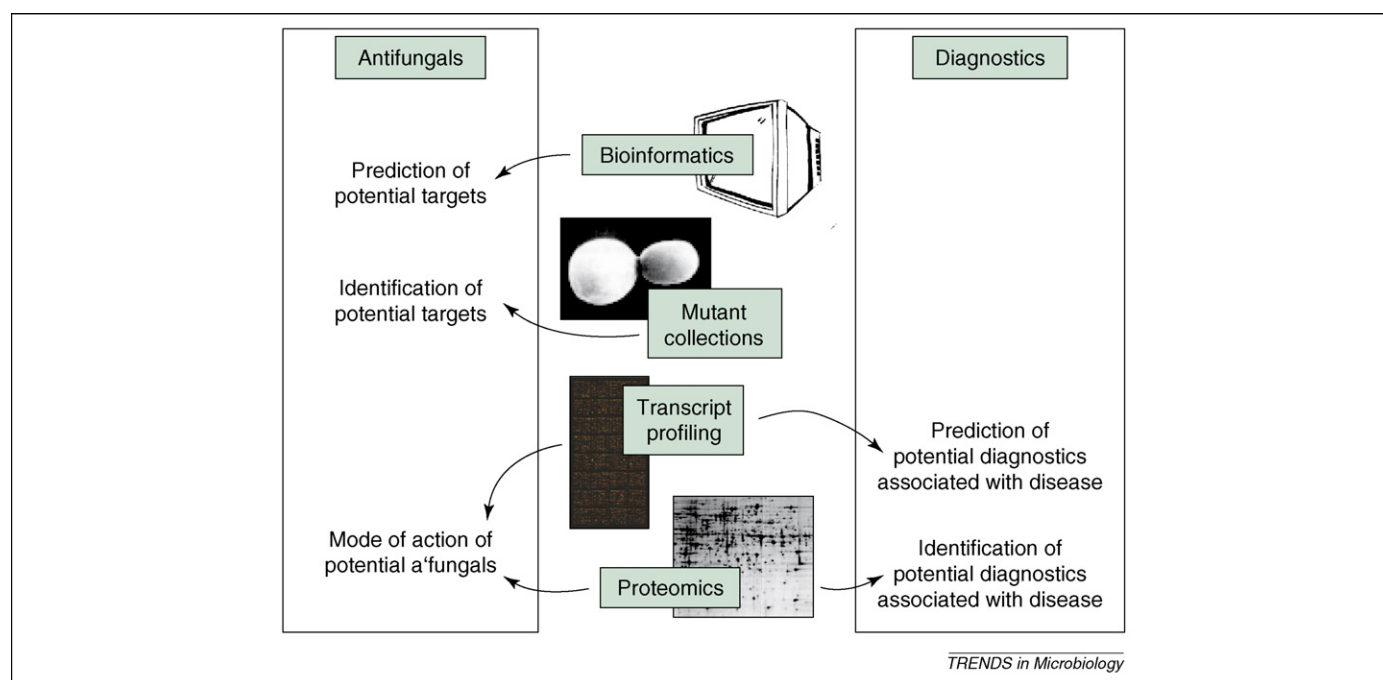 Antifungals
Diagnostics
Bioinformatics
Prediction of
potential targets
Identification of
potential targets
Mutant
collections
Transcript
profiling
Prediction of
potential diagnostics
associated with disease
Mode of action of
potential a‘fungals
Proteomics
Identification of
potential diagnostics
associated with disease
TRENDS in Microbiology